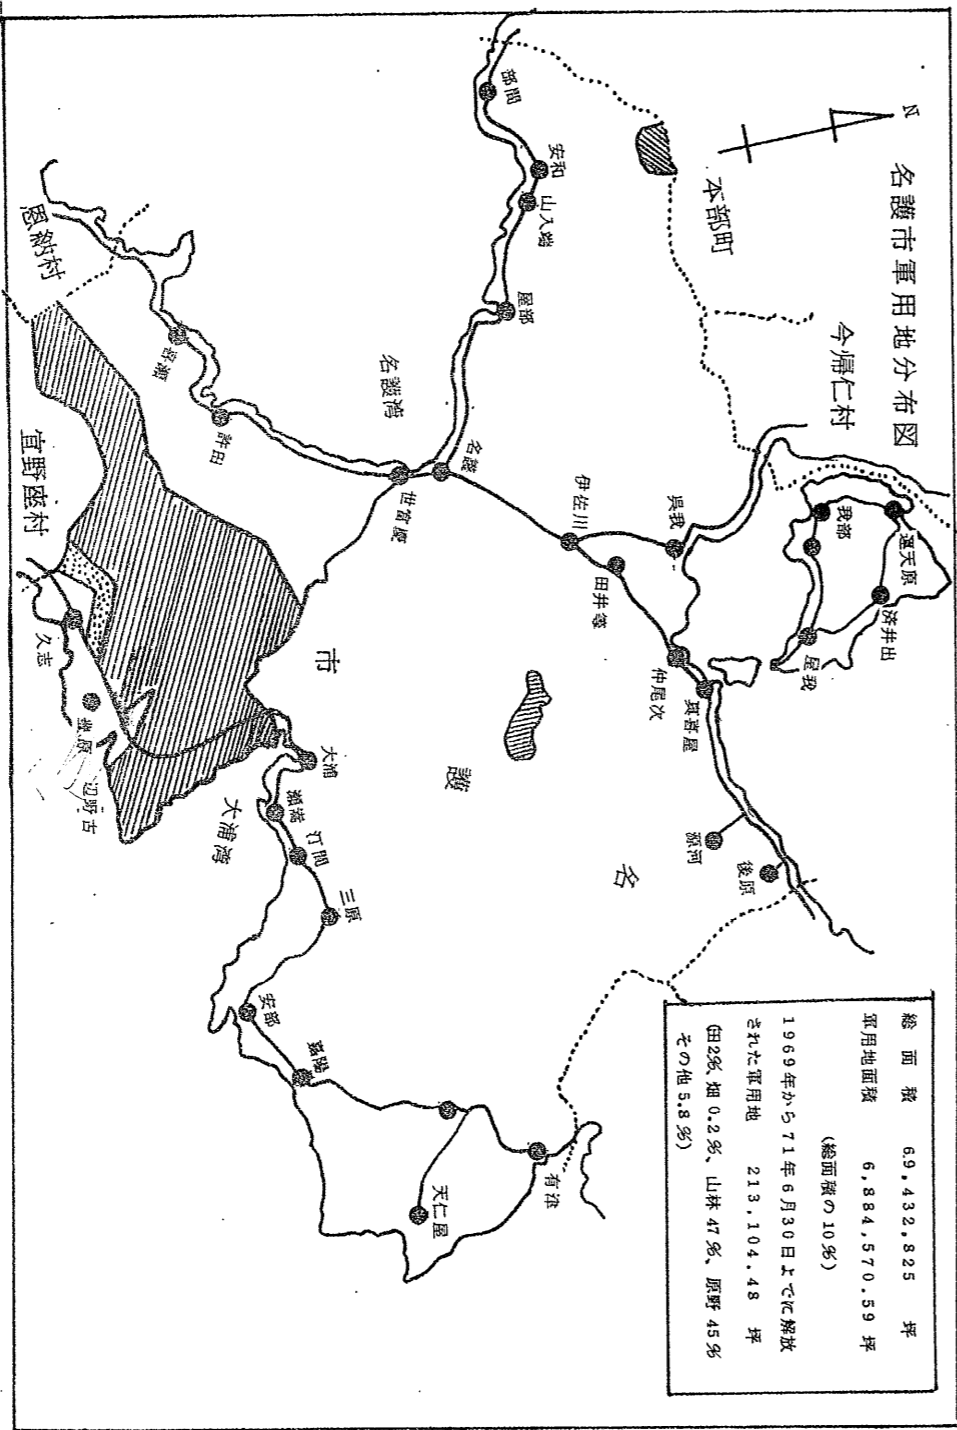 名護市軍用地分布図
N
本部町
今帰仁村
部間
安和
山入端
屋部
名護湾
名護
世冨慶
許田
恩納村
宜野座村
久志
辺野古
大浦
大浦湾
瀬嵩
汀間
三原
安部
嘉陽
天仁屋
有津
伊佐川
呉我
田井等
仲尾次
真喜屋
源河
後原
我部
運天原
済井出
屋我
名
護
市
総面積 69,432,825 坪
軍用地面積 6,884,570.59 坪
(総面積の10%)
1969年から71年6月30日までに解放
された軍用地 213,104.48 坪
(田2%、畑0.2%、山林47%、原野45%
その他5.8%)